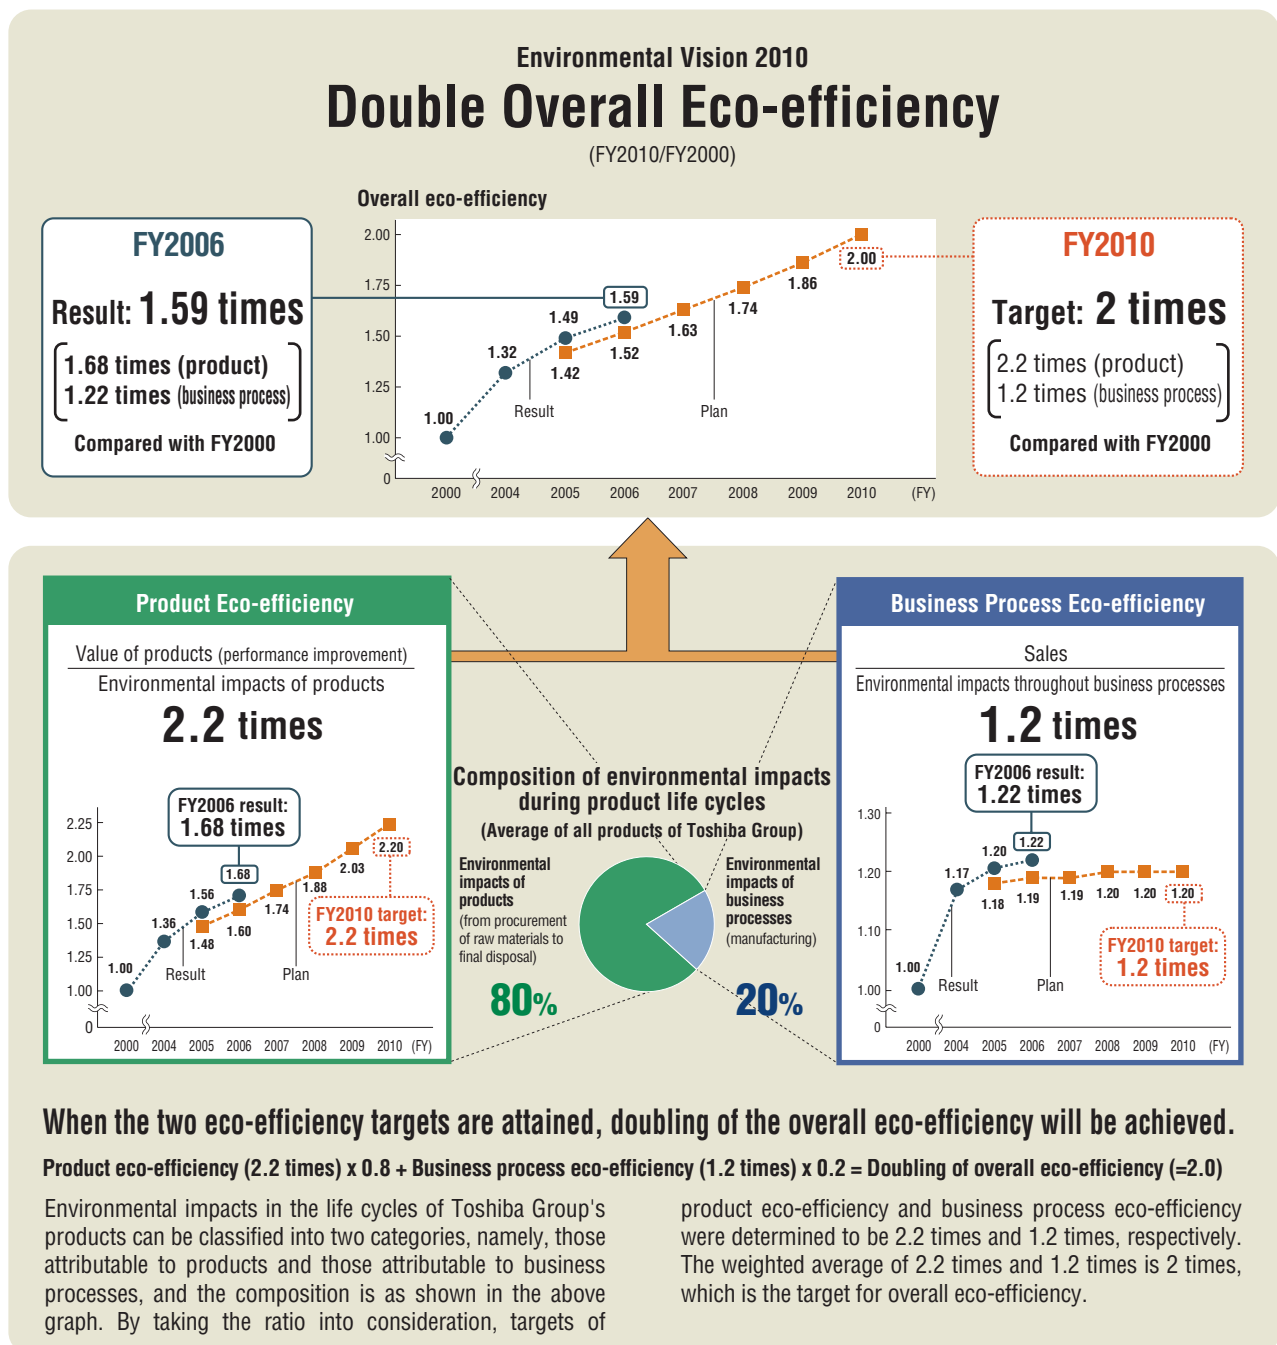 Environmental Vision 2010
Double Overall Eco-efficiency
(FY2010/FY2000)
FY2006
Result: 1.59 times
1.68 times (product)
1.22 times (business process)
Compared with FY2000
Overall eco-efficiency
2.00
1.75
1.50
1.25
1.00
0
1.00
1.32
1.49
1.59
1.42
1.52
1.63
1.74
1.86
2.00
Result
Plan
2000 2004 2005 2006 2007 2008 2009 2010 (FY)
FY2010
Target: 2 times
2.2 times (product)
1.2 times (business process)
Compared with FY2000
Product Eco-efficiency
Value of products (performance improvement)
Environmental impacts of products
2.2 times
FY2006 result:
1.68 times
2.25
2.00
1.75
1.50
1.25
1.00
0
1.00
1.36
1.56
1.68
1.48
1.60
1.74
1.88
2.03
2.20
FY2010 target:
2.2 times
Result
Plan
2000 2004 2005 2006 2007 2008 2009 2010 (FY)
Composition of environmental impacts
during product life cycles
(Average of all products of Toshiba Group)
Environmental
impacts of
products
(from procurement
of raw materials to
final disposal)
80%
Environmental
impacts of
business
processes
(manufacturing)
20%
Business Process Eco-efficiency
Sales
Environmental impacts throughout business processes
1.2 times
FY2006 result:
1.22 times
1.30
1.20
1.10
1.00
0
1.00
1.17
1.20
1.22
1.18
1.19
1.19
1.20
1.20
1.20
FY2010 target:
1.2 times
Result
Plan
2000 2004 2005 2006 2007 2008 2009 2010 (FY)
When the two eco-efficiency targets are attained, doubling of the overall eco-efficiency will be achieved.
Product eco-efficiency (2.2 times) x 0.8 + Business process eco-efficiency (1.2 times) x 0.2 = Doubling of overall eco-efficiency (=2.0)
Environmental impacts in the life cycles of Toshiba Group's
products can be classified into two categories, namely, those
attributable to products and those attributable to business
processes, and the composition is as shown in the above
graph. By taking the ratio into consideration, targets of
product eco-efficiency and business process eco-efficiency
were determined to be 2.2 times and 1.2 times, respectively.
The weighted average of 2.2 times and 1.2 times is 2 times,
which is the target for overall eco-efficiency.